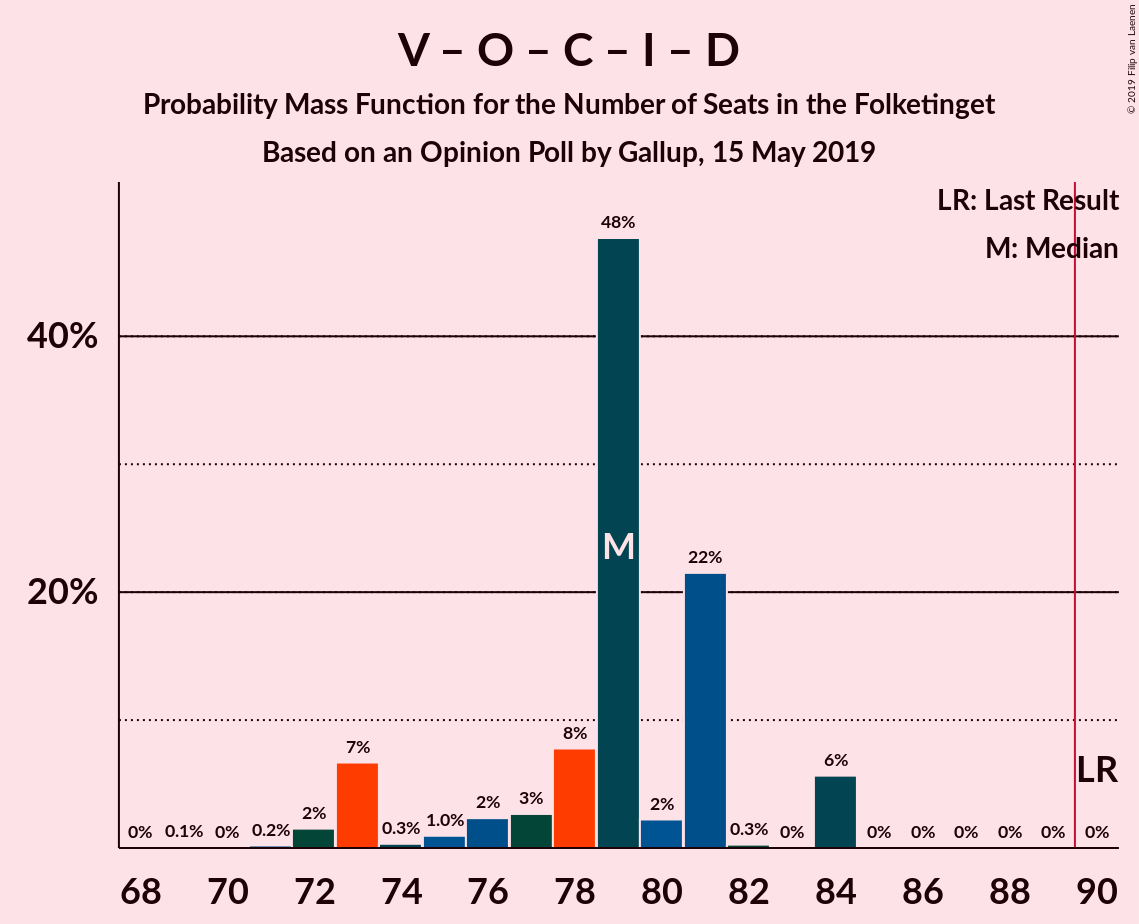 © 2019 Filip van Laenen
V – O – C – I – D
Probability Mass Function for the Number of Seats in the Folketinget
Based on an Opinion Poll by Gallup, 15 May 2019
LR: Last Result
M: Median
40%
20%
0% 0.1% 0% 0.2% 2% 7% 0.3% 1.0% 2% 3% 8% 48% 2% 22% 0.3% 0% 6% 0% 0% 0% 0% 0% 0%
M
LR
68 70 72 74 76 78 80 82 84 86 88 90